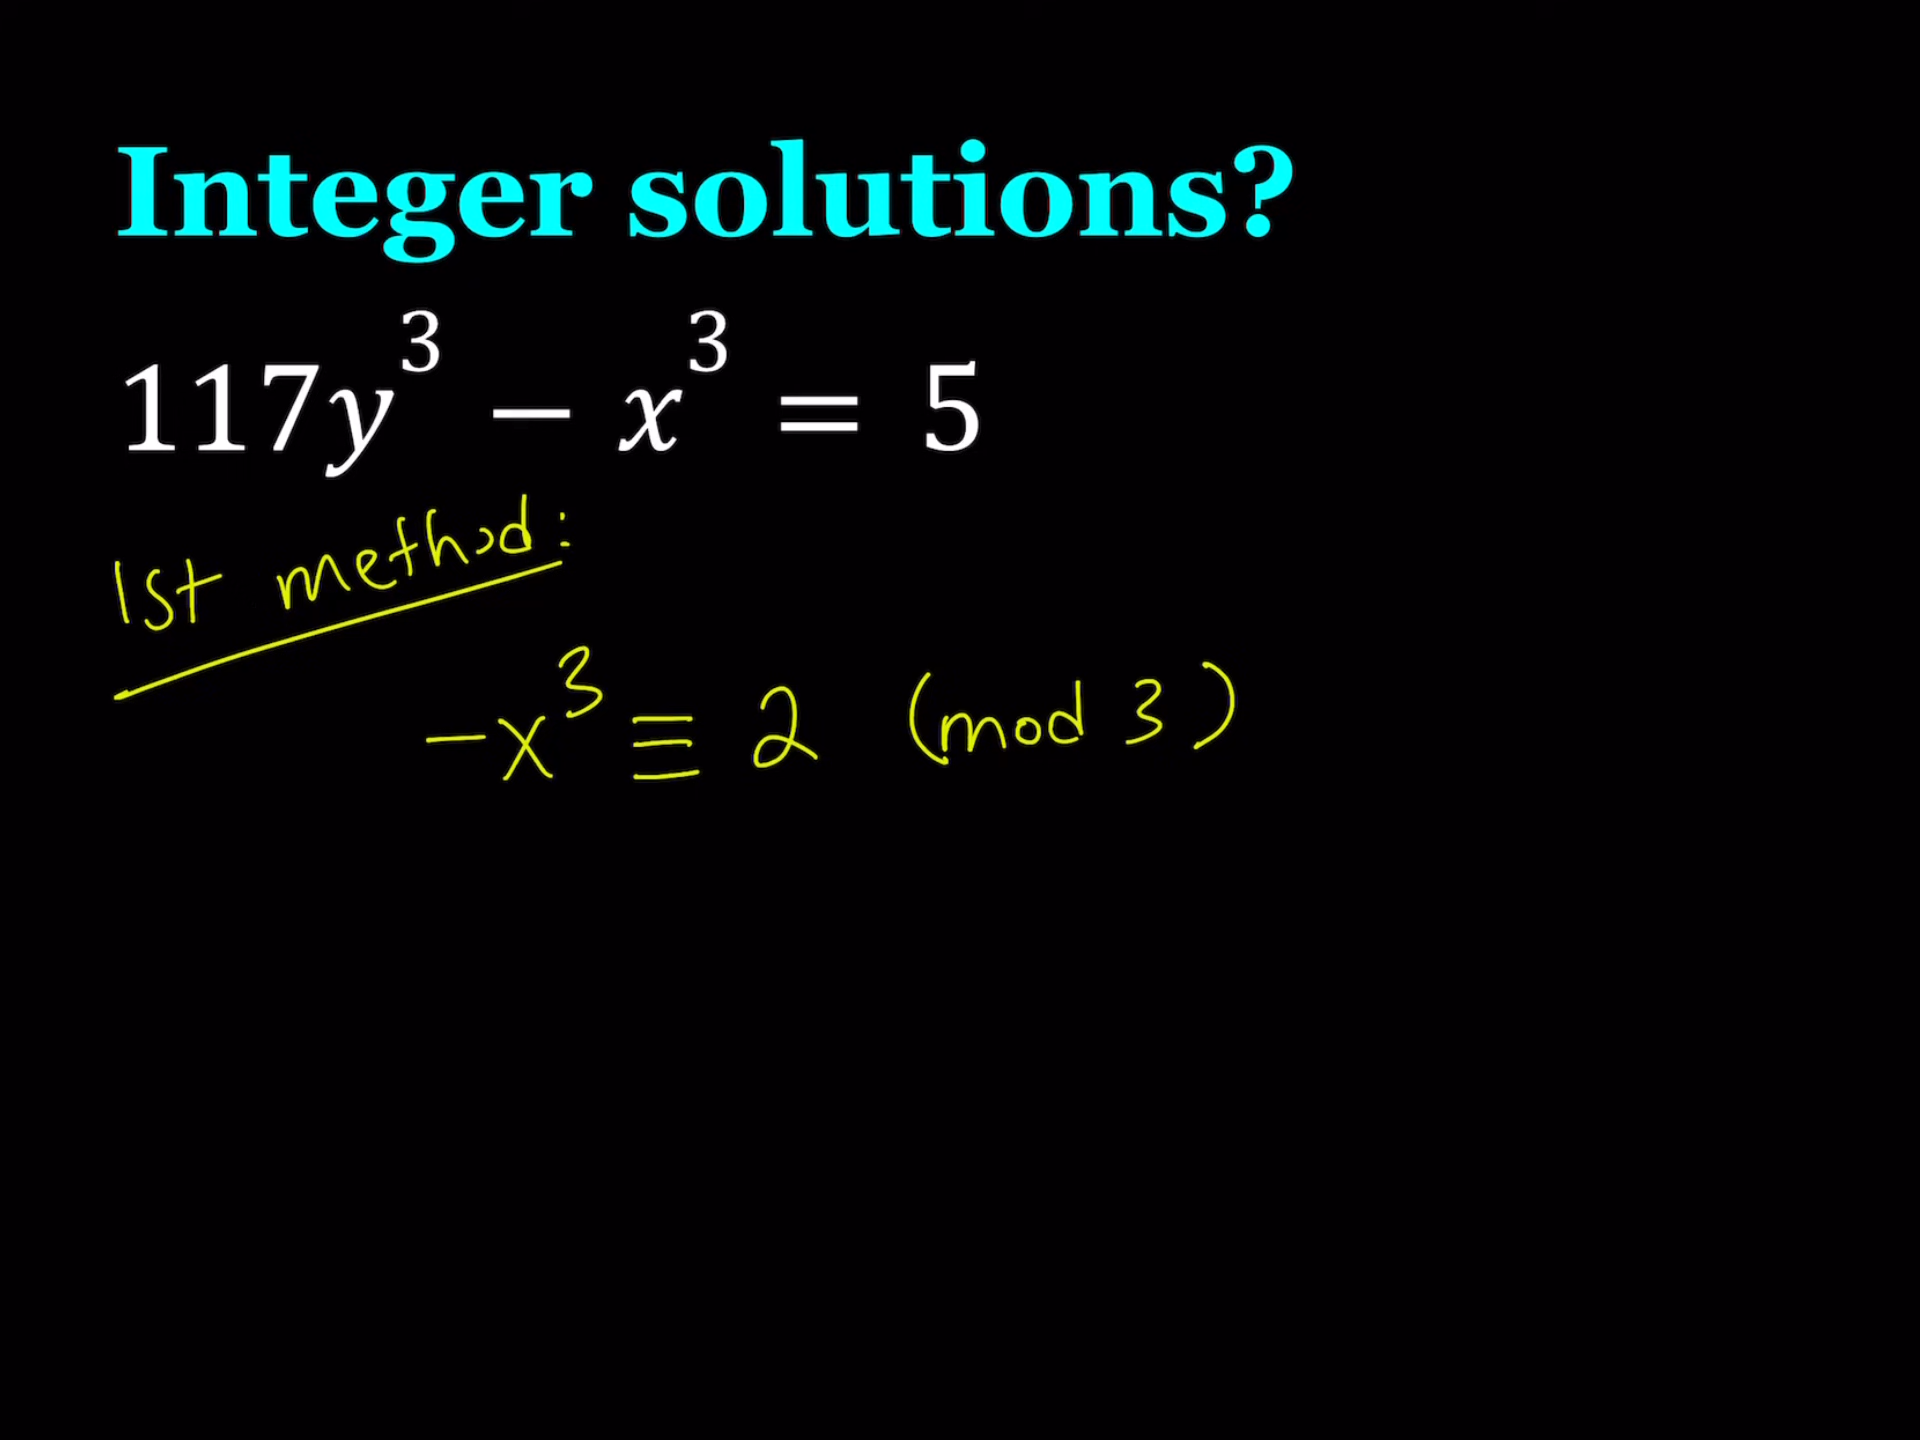 Integer solutions?
117y³ − x³ = 5
1st method:
−x³ ≡ 2 (mod 3)